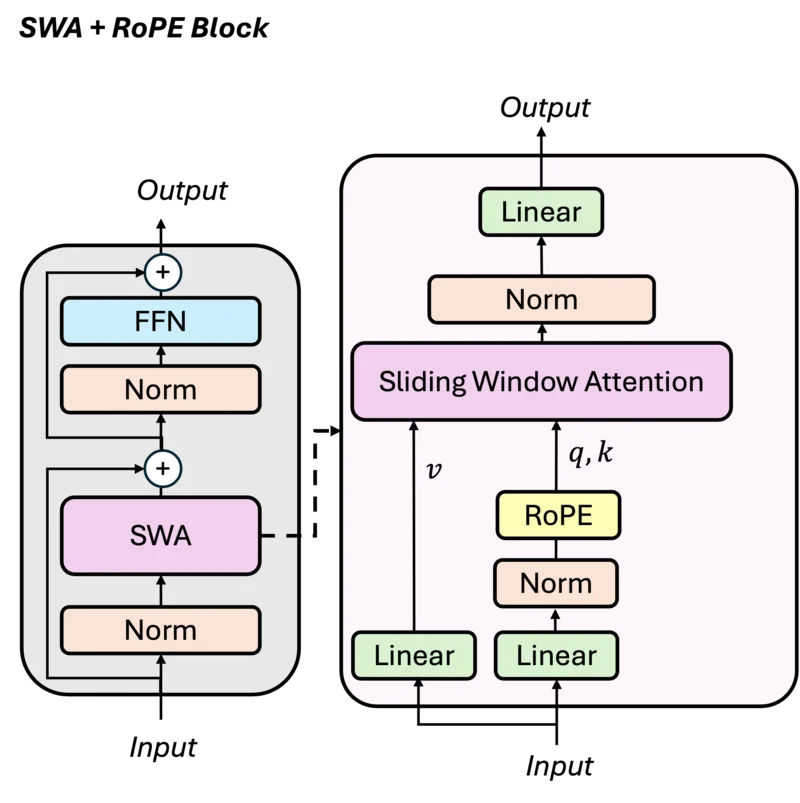 SWA + RoPE Block
Output
+
FFN
Norm
+
SWA
Norm
Input
Output
Linear
Norm
Sliding Window Attention
v
q, k
RoPE
Norm
Linear Linear
Input